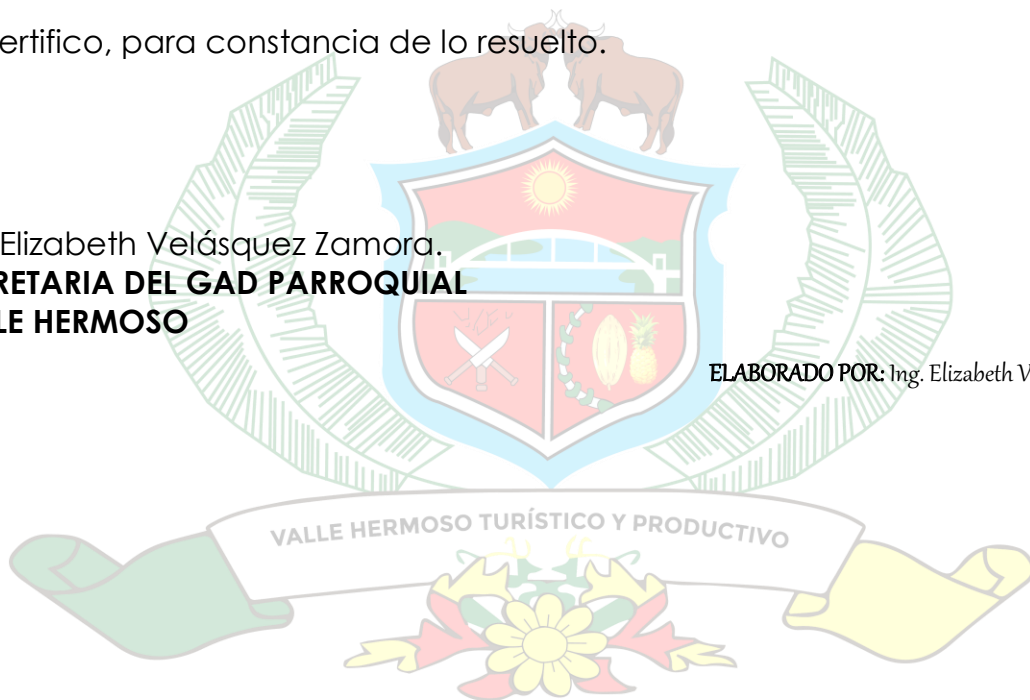 ertifico, para constancia de lo resuelto.
Elizabeth Velásquez Zamora.
RETARIA DEL GAD PARROQUIAL
LE HERMOSO
ELABORADO POR: Ing. Elizabeth V
VALLE HERMOSO TURÍSTICO Y PRODUCTIVO